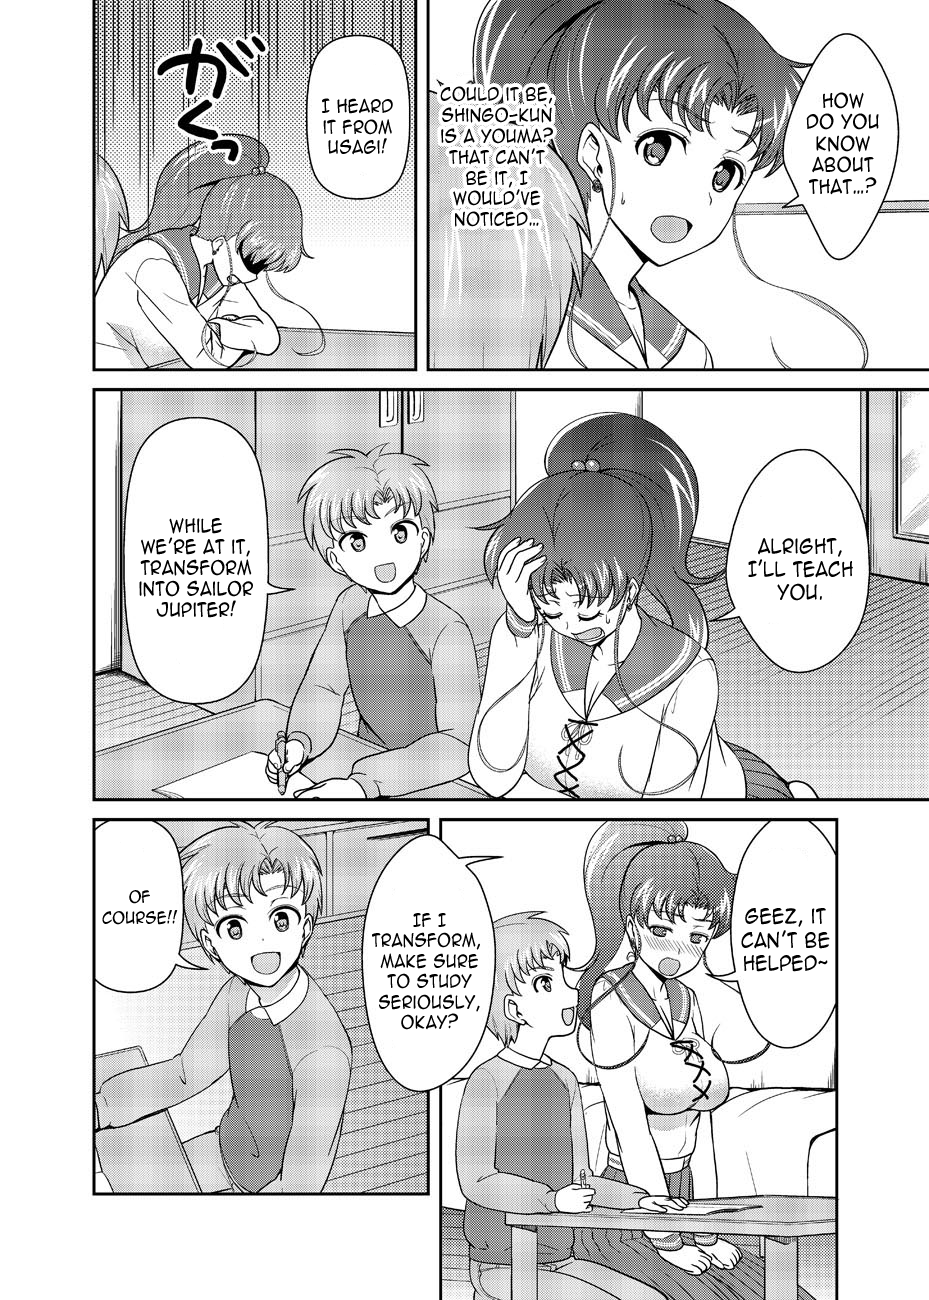 HOW
DO YOU
KNOW
ABOUT
THAT...?
COULD IT BE,
SHINGO-KUN
IS A YOUMA?
THAT CAN'T
BE IT, I
WOULD'VE
NOTICED...
I HEARD
IT FROM
USAGI!
がくっ
ALRIGHT,
I'LL TEACH
YOU.
WHILE
WE'RE AT IT,
TRANSFORM
INTO SAILOR
JUPITER!
GEEZ, IT
CAN'T BE
HELPED~
IF I
TRANSFORM,
MAKE SURE
TO STUDY
SERIOUSLY,
OKAY?
OF
COURSE!!